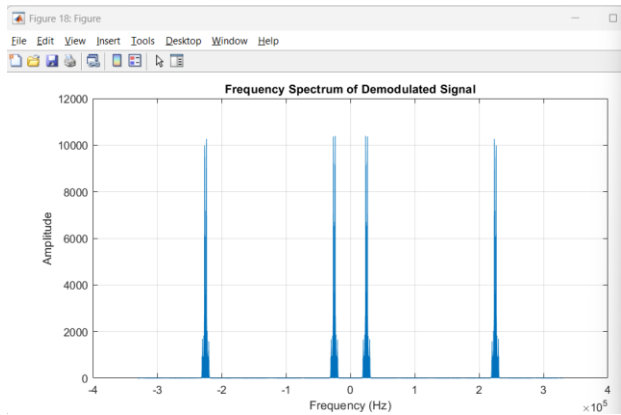 Figure 18: Figure
File Edit View Insert Tools Desktop Window Help
Frequency Spectrum of Demodulated Signal
12000
10000
8000
6000
4000
2000
0
Amplitude
-4 -3 -2 -1 0 1 2 3 4
Frequency (Hz)
×10⁵